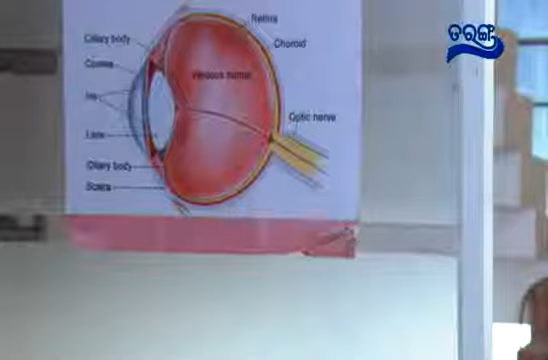 ତରଙ୍ଗ
Retina
Choroid
Ciliary body
Cornea
Vitreous humor
Iris
Optic nerve
Lens
Ciliary body
Sclera